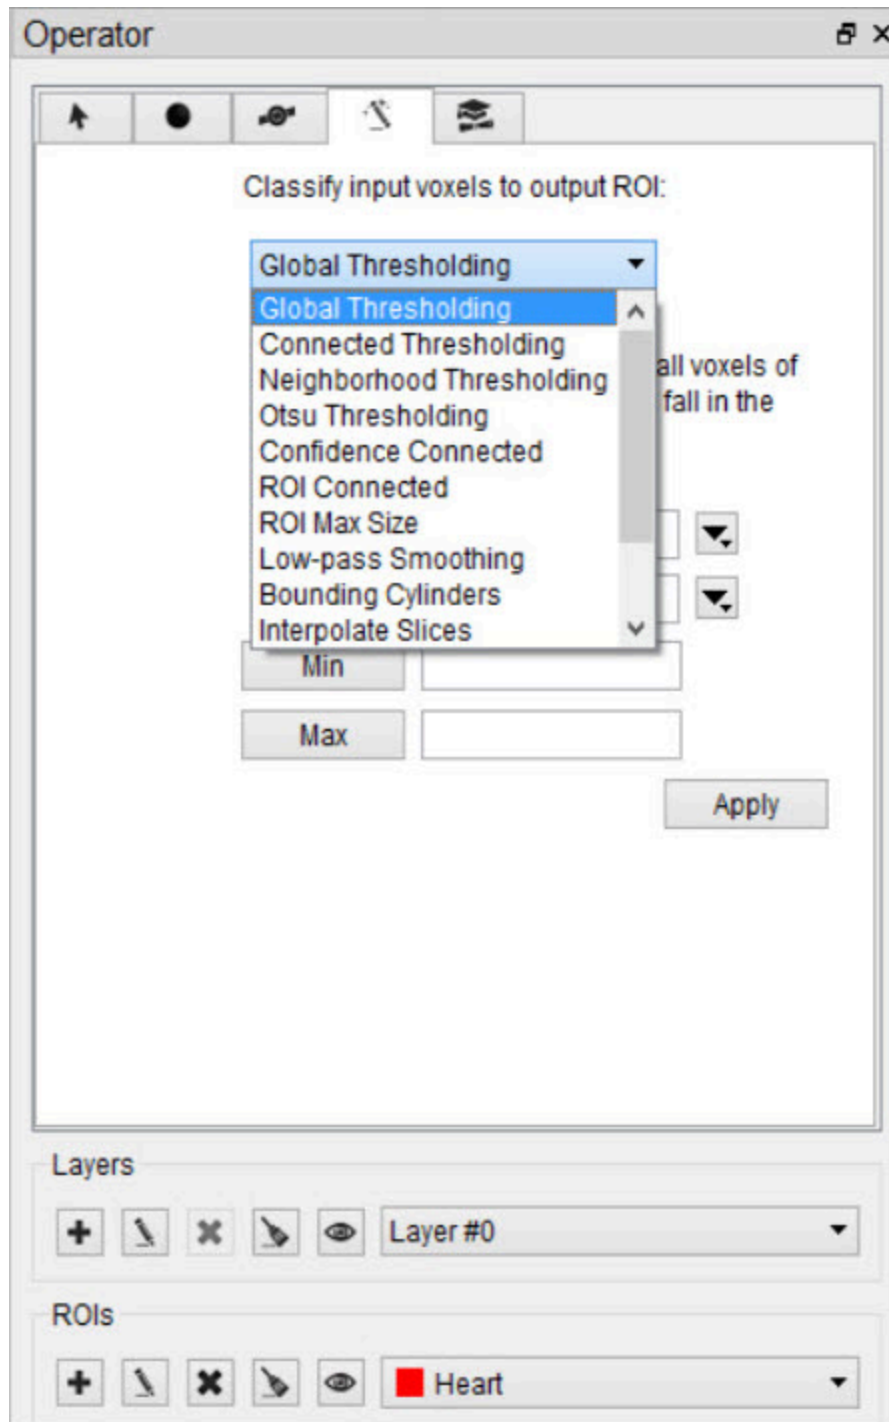 Operator
Classify input voxels to output ROI:
Global Thresholding
Global Thresholding
Connected Thresholding
Neighborhood Thresholding
all voxels of
Otsu Thresholding
fall in the
Confidence Connected
ROI Connected
ROI Max Size
Low-pass Smoothing
Bounding Cylinders
Interpolate Slices
Min
Max
Apply
Layers
Layer #0
ROIs
Heart